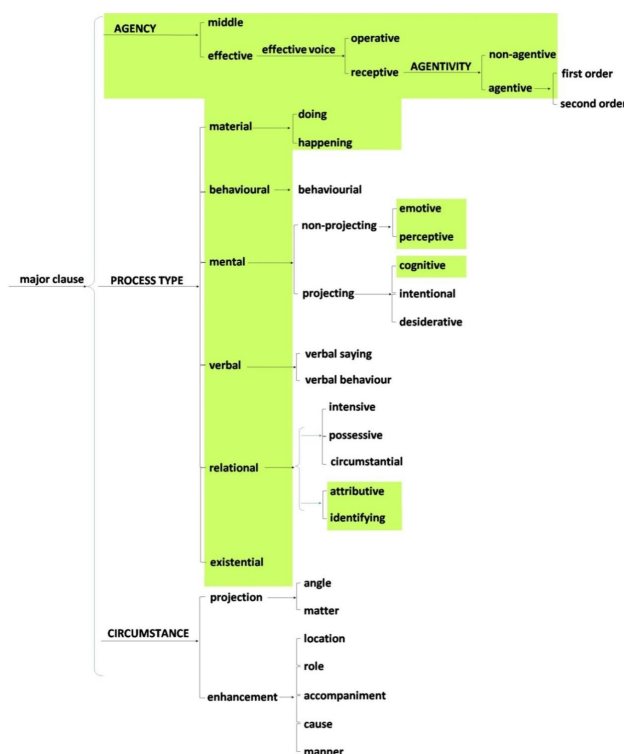 middle
AGENCY
effective
effective voice
operative
receptive
AGENTIVITY
non-agentive
agentive
first order
second order
major clause
PROCESS TYPE
material
doing
happening
behavioural
behaviourial
mental
non-projecting
emotive
perceptive
projecting
cognitive
intentional
desiderative
verbal
verbal saying
verbal behaviour
relational
intensive
possessive
circumstantial
attributive
identifying
existential
CIRCUMSTANCE
projection
angle
matter
enhancement
location
role
accompaniment
cause
manner